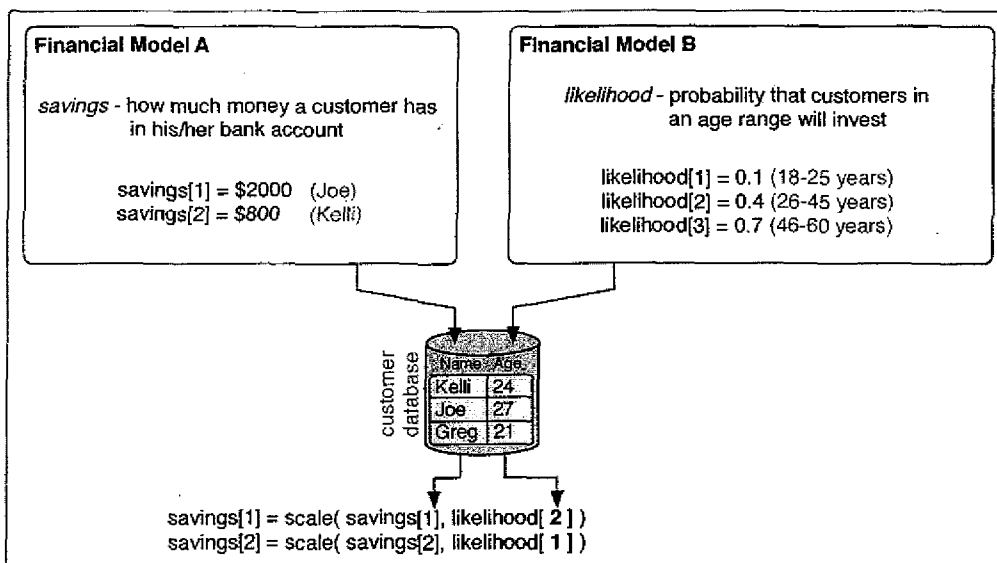 Financial Model A
savings - how much money a customer has
in his/her bank account
savings[1] = $2000 (Joe)
savings[2] = $800 (Kelli)
Financial Model B
likelihood - probability that customers in
an age range will invest
likelihood[1] = 0.1 (18-25 years)
likelihood[2] = 0.4 (26-45 years)
likelihood[3] = 0.7 (46-60 years)
customer
database
Name Age
Kelli 24
Joe 27
Greg 21
savings[1] = scale( savings[1], likelihood[ 2 ] )
savings[2] = scale( savings[2], likelihood[ 1 ] )